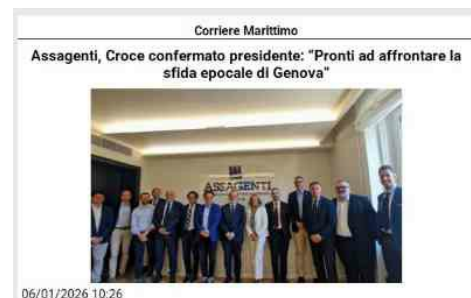 Corriere Marittimo
Assagenti, Croce confermato presidente: “Pronti ad affrontare la
sfida epocale di Genova”
ASSAGENTI
06/01/2026 10:26